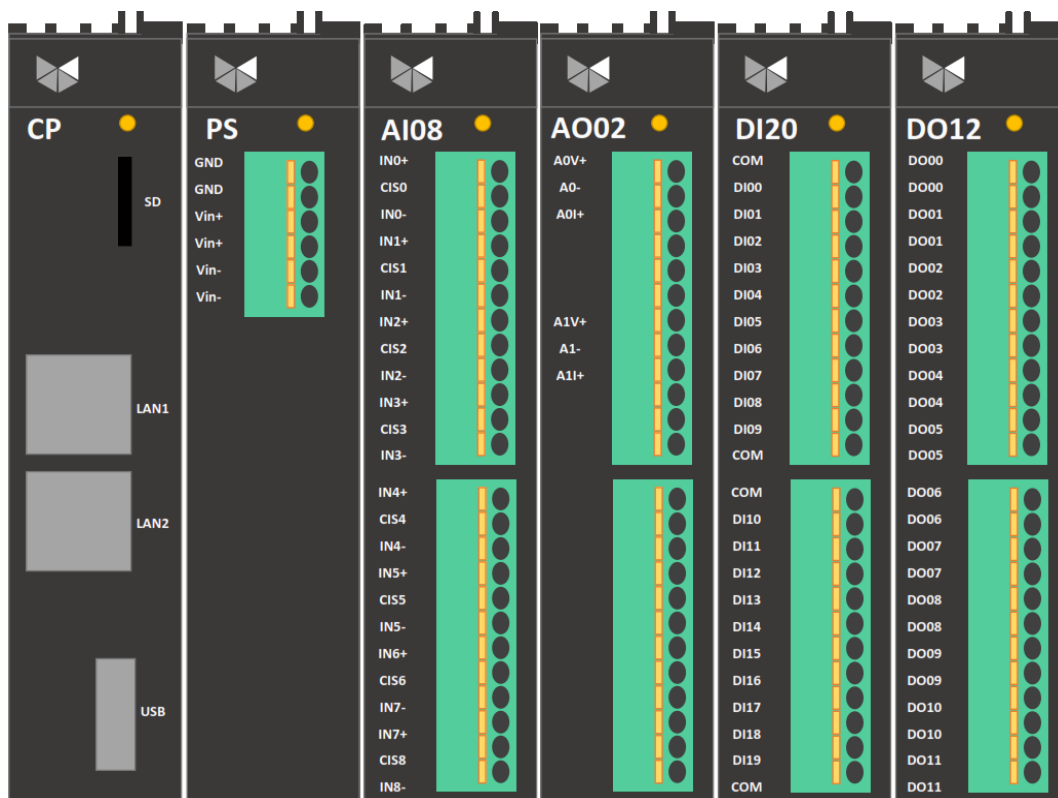 CP
SD
LAN1
LAN2
USB
PS
GND
GND
Vin+
Vin+
Vin-
Vin-
AI08
IN0+
CIS0
IN0-
IN1+
CIS1
IN1-
IN2+
CIS2
IN2-
IN3+
CIS3
IN3-
IN4+
CIS4
IN4-
IN5+
CIS5
IN5-
IN6+
CIS6
IN7-
IN7+
CIS8
IN8-
AO02
A0V+
A0-
A0I+
A1V+
A1-
A1I+
DI20
COM
DI00
DI01
DI02
DI03
DI04
DI05
DI06
DI07
DI08
DI09
COM
COM
DI10
DI11
DI12
DI13
DI14
DI15
DI16
DI17
DI18
DI19
COM
DO12
DO00
DO00
DO01
DO01
DO02
DO02
DO03
DO03
DO04
DO04
DO05
DO05
DO06
DO06
DO07
DO07
DO08
DO08
DO09
DO09
DO10
DO10
DO11
DO11